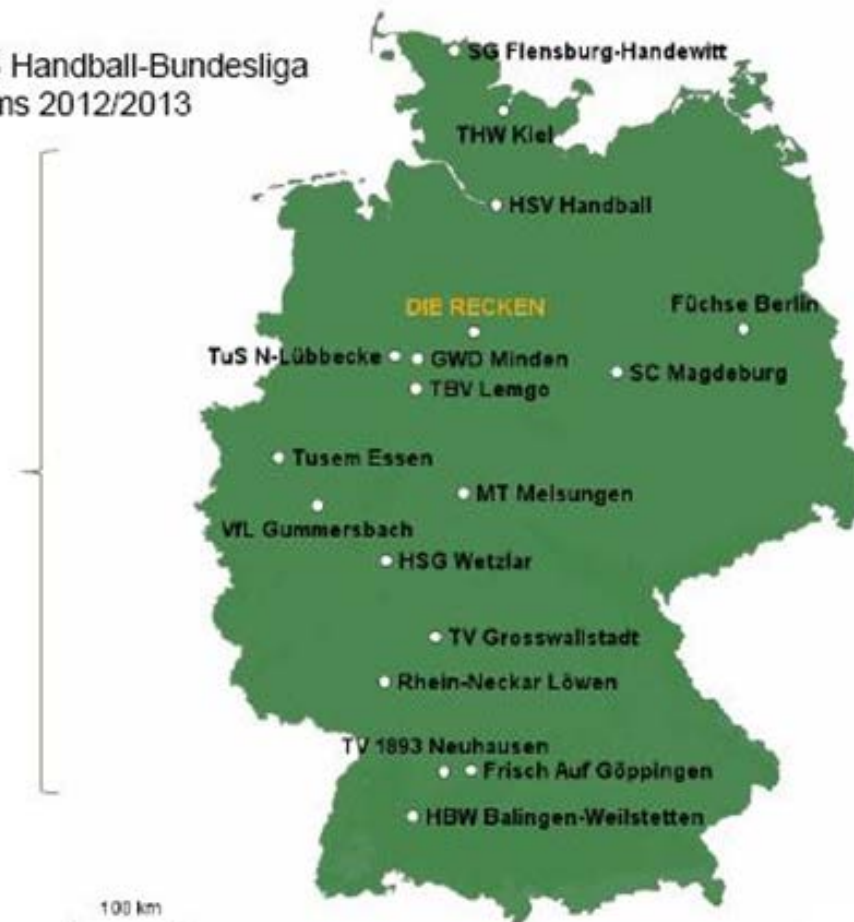 Handball-Bundesliga
2012/2013
SG Flensburg-Handewitt
THW Kiel
HSV Handball
DIE RECKEN
Füchse Berlin
TuS N-Lübbecke
GWD Minden
SC Magdeburg
TBV Lemgo
Tusem Essen
MT Melsungen
VfL Gummersbach
HSG Wetzlar
TV Grosswallstadt
Rhein-Neckar Löwen
TV 1893 Neuhausen
Frisch Auf Göppingen
HBW Balingen-Weilstetten
100 km